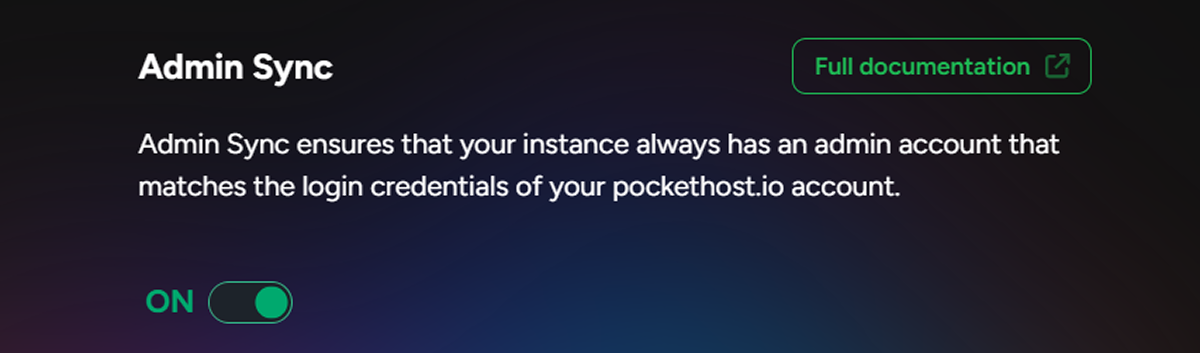 Admin Sync
Full documentation
Admin Sync ensures that your instance always has an admin account that
matches the login credentials of your pockethost.io account.
ON